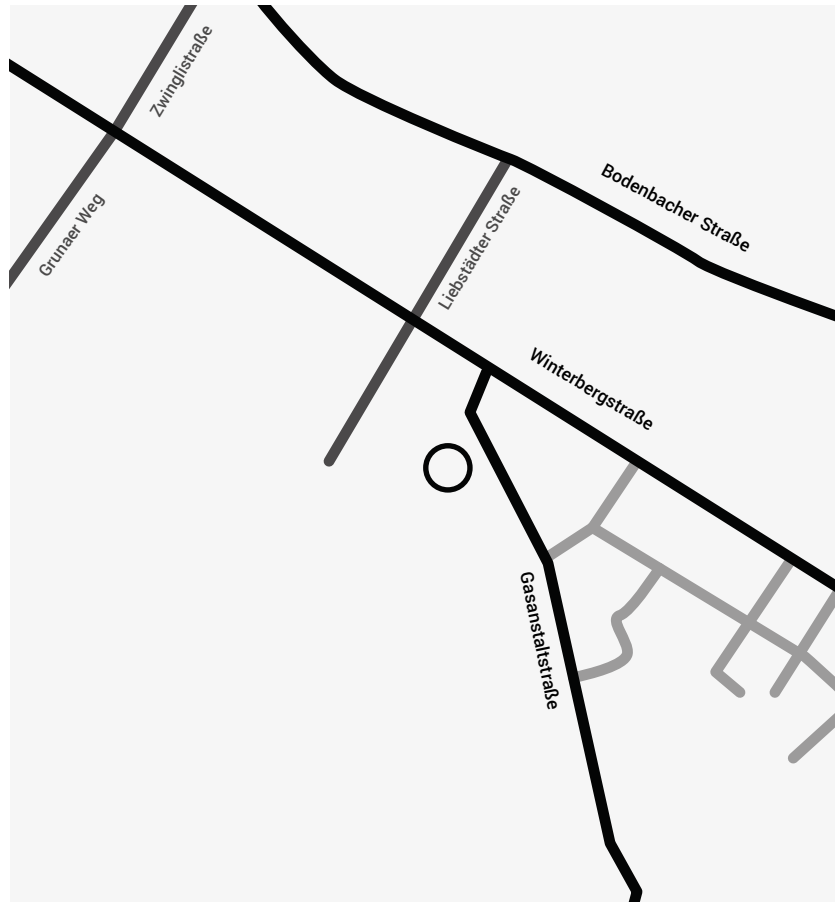 Zwinglistraße
Grunaer Weg
Bodenbacher Straße
Liebstädter Straße
Winterbergstraße
Gasanstaltstraße